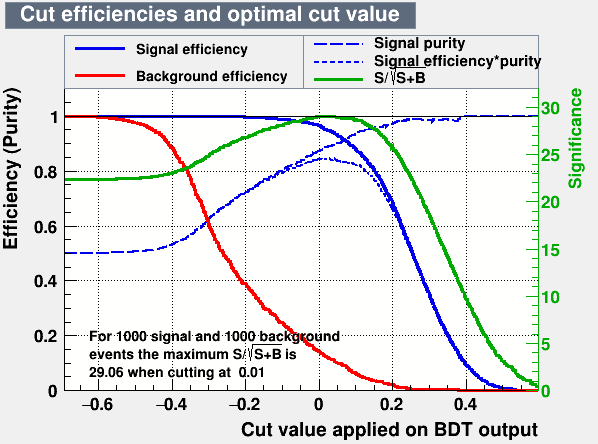 Cut efficiencies and optimal cut value
Signal efficiency
Background efficiency
Signal purity
Signal efficiency*purity
S/√S+B
Efficiency (Purity)
1
0.8
0.6
0.4
0.2
0
Significance
30
25
20
15
10
5
0
For 1000 signal and 1000 background
events the maximum S/√S+B is
29.06 when cutting at 0.01
−0.6 −0.4 −0.2 0 0.2 0.4
Cut value applied on BDT output